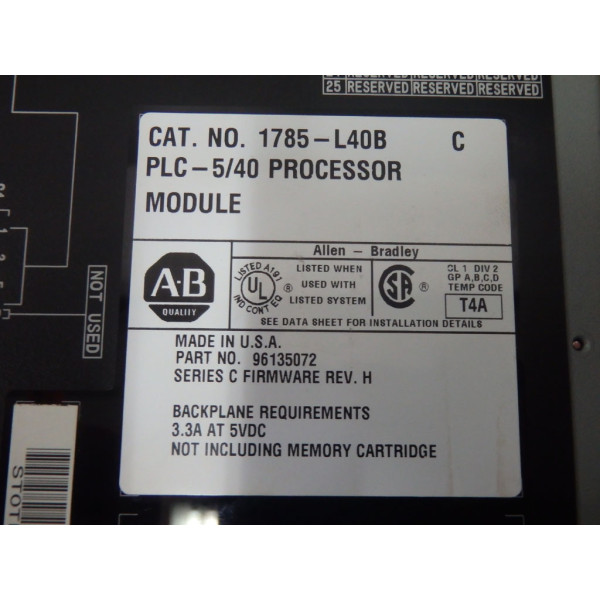 25 RESERVED RESERVED RESERVED
CAT. NO. 1785-L40B C
PLC-5/40 PROCESSOR
MODULE
Allen - Bradley
A-B
QUALITY
LISTED A191
UL ®
IND CONT EQ
LISTED WHEN
USED WITH
LISTED SYSTEM
SA ®
CL 1 DIV 2
GP A,B,C,D
TEMP CODE
T4A
SEE DATA SHEET FOR INSTALLATION DETAILS
MADE IN U.S.A.
PART NO. 96135072
SERIES C FIRMWARE REV. H
BACKPLANE REQUIREMENTS
3.3A AT 5VDC
NOT INCLUDING MEMORY CARTRIDGE
NOT USED
1
3
5